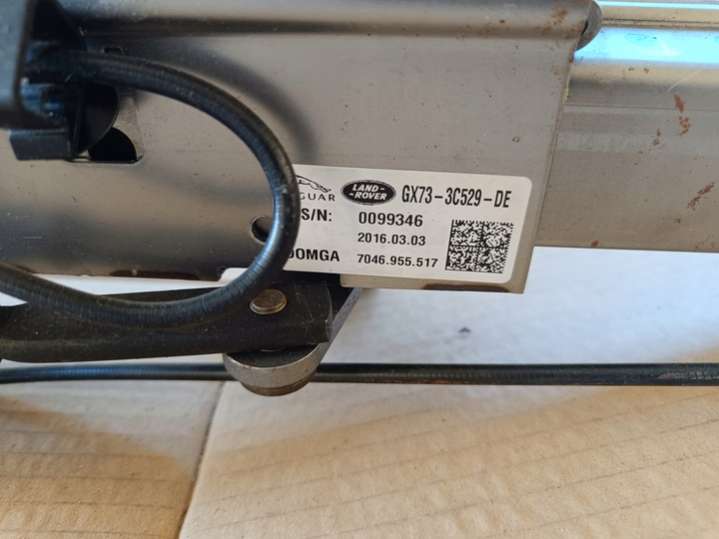 GUAR LAND-ROVER GX73-3C529-DE
S/N: 0099346
2016.03.03
OOMGA 7046.955.517